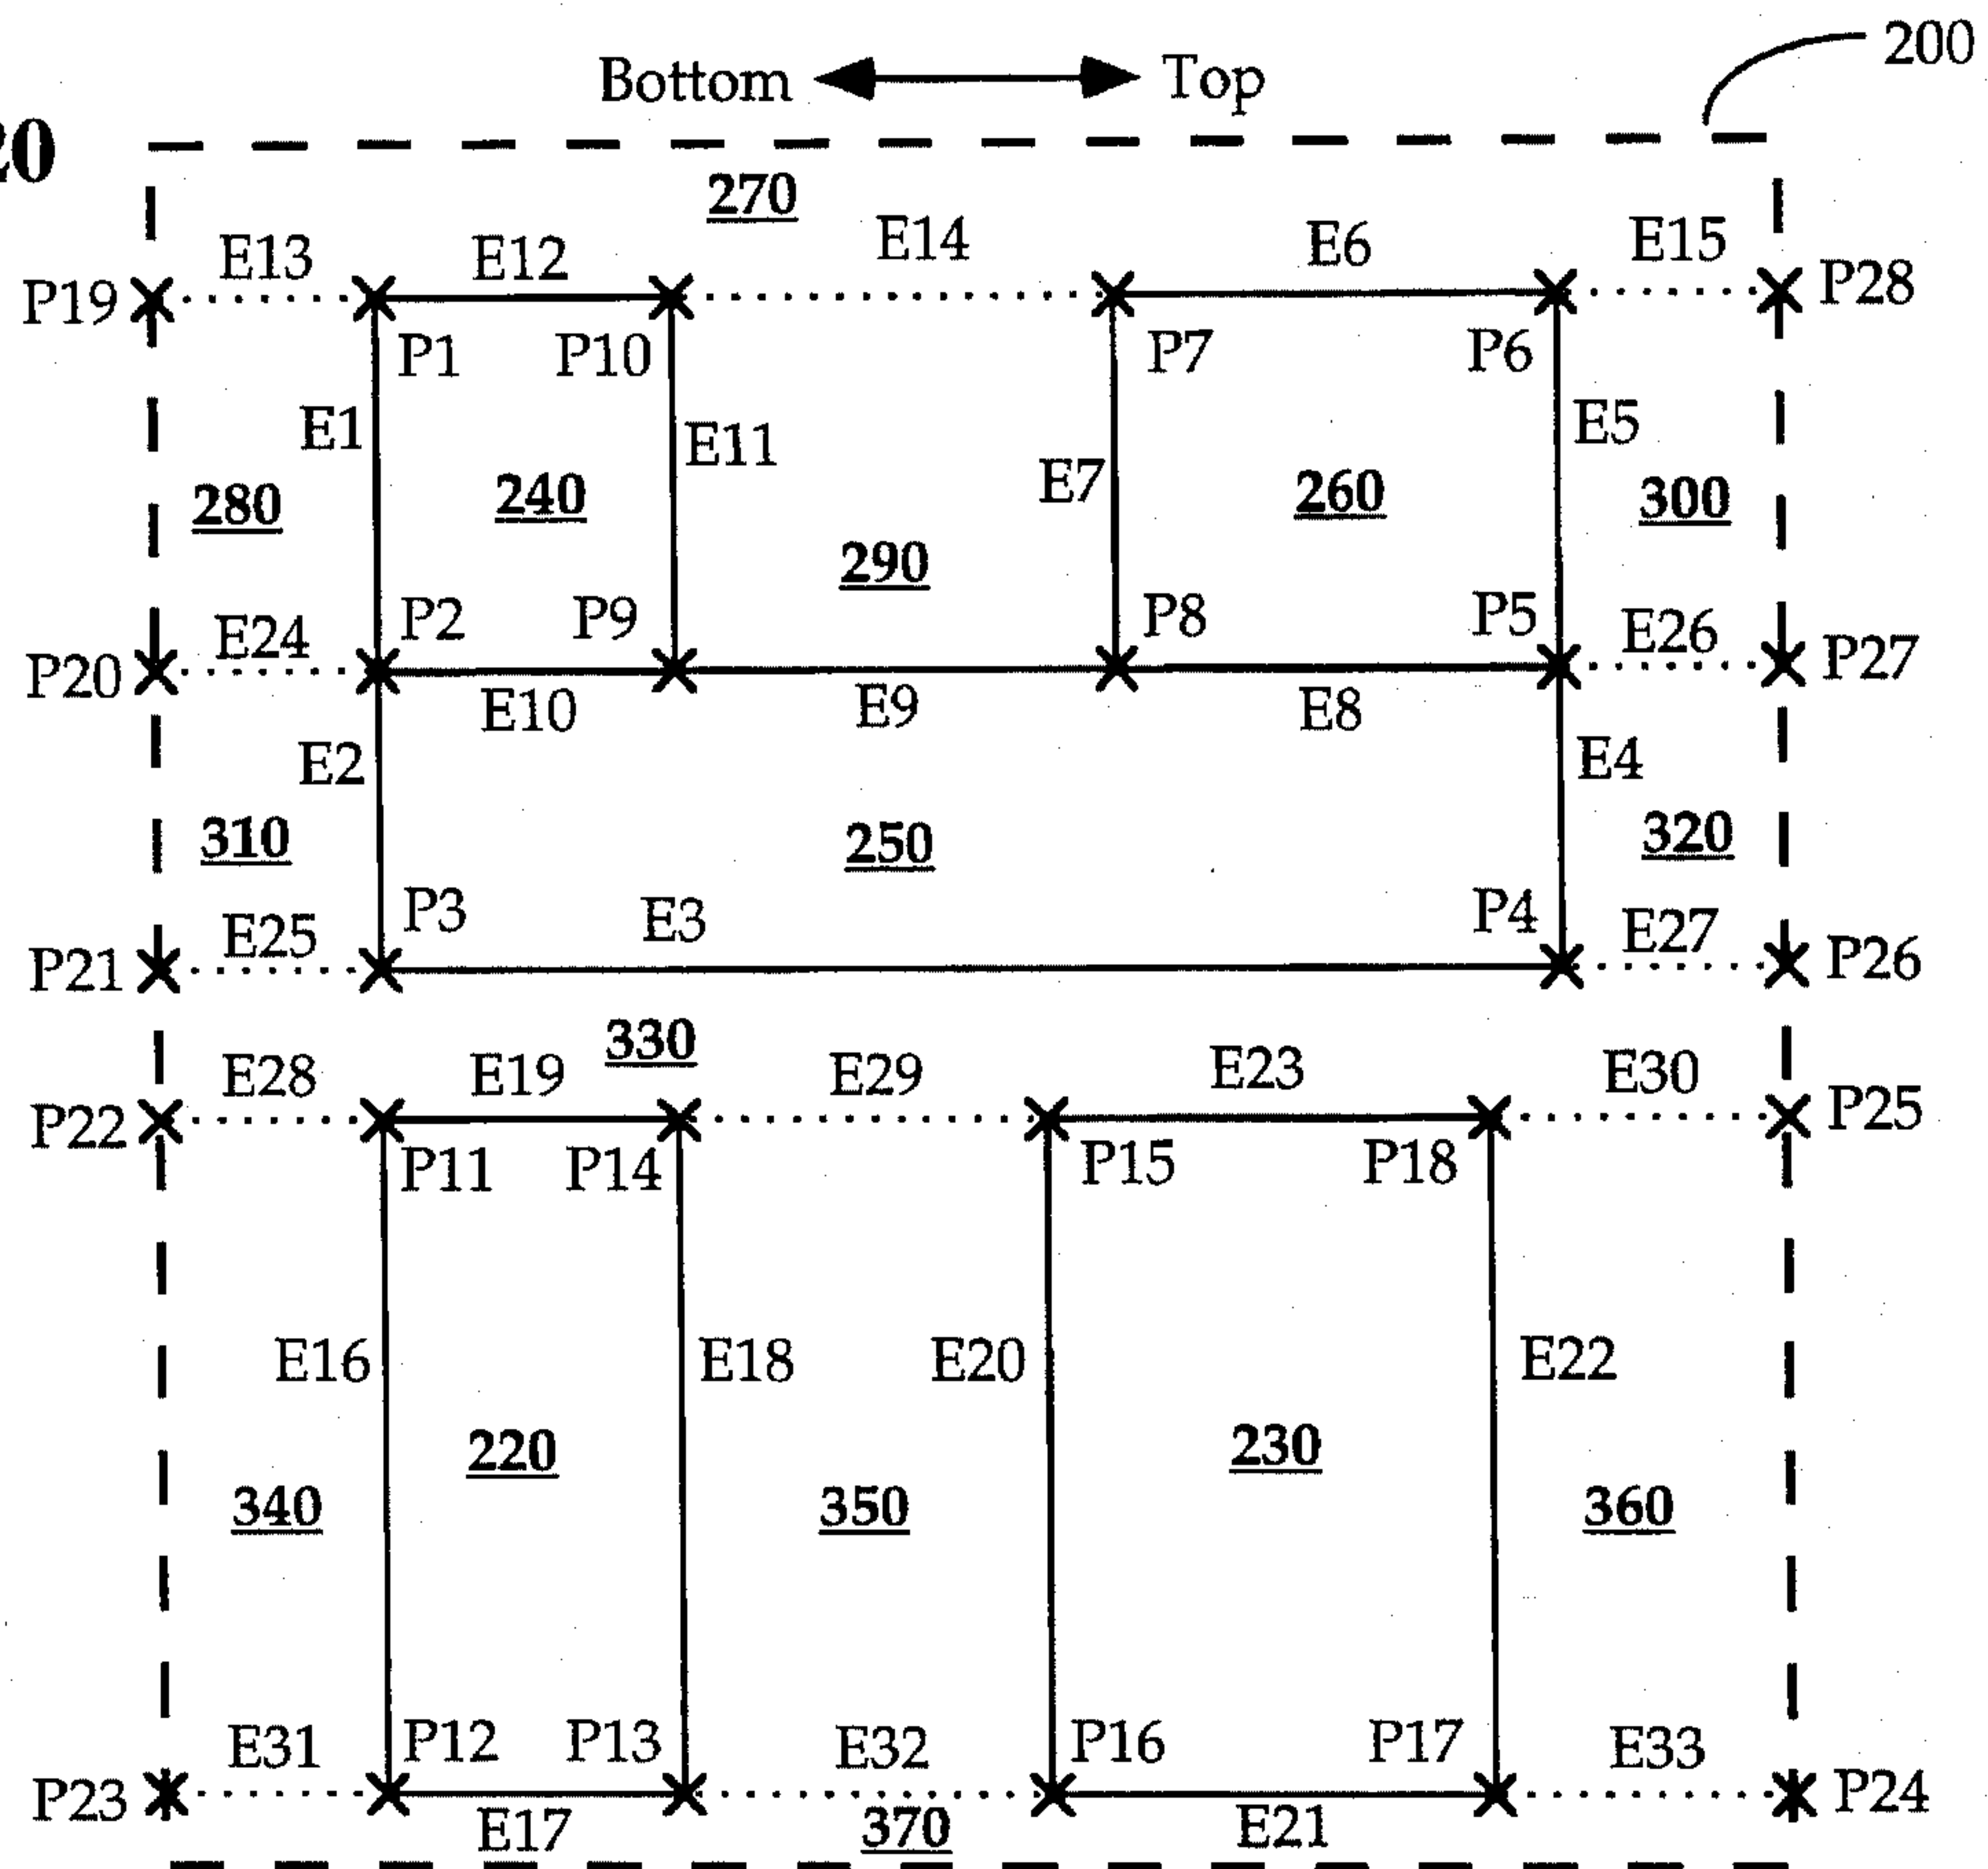 200
Bottom Top
20
270
E13 E12 E14 E6 E15
P19 P28
P1 P10 P7 P6
E1 E11 E7 E5
280 240 290 260 300
P2 P9 P8 P5
E24 E26
P20 P27
E10 E9 E8
E2 E4
310 250 320
P3 E3 P4
E25 E27
P21 P26
330
E28 E19 E29 E23 E30
P22 P25
P11 P14 P15 P18
E16 E18 E20 E22
220 230
340 350 360
P12 P13 P16 P17
E31 E32 E33
P23 P24
E17 370 E21